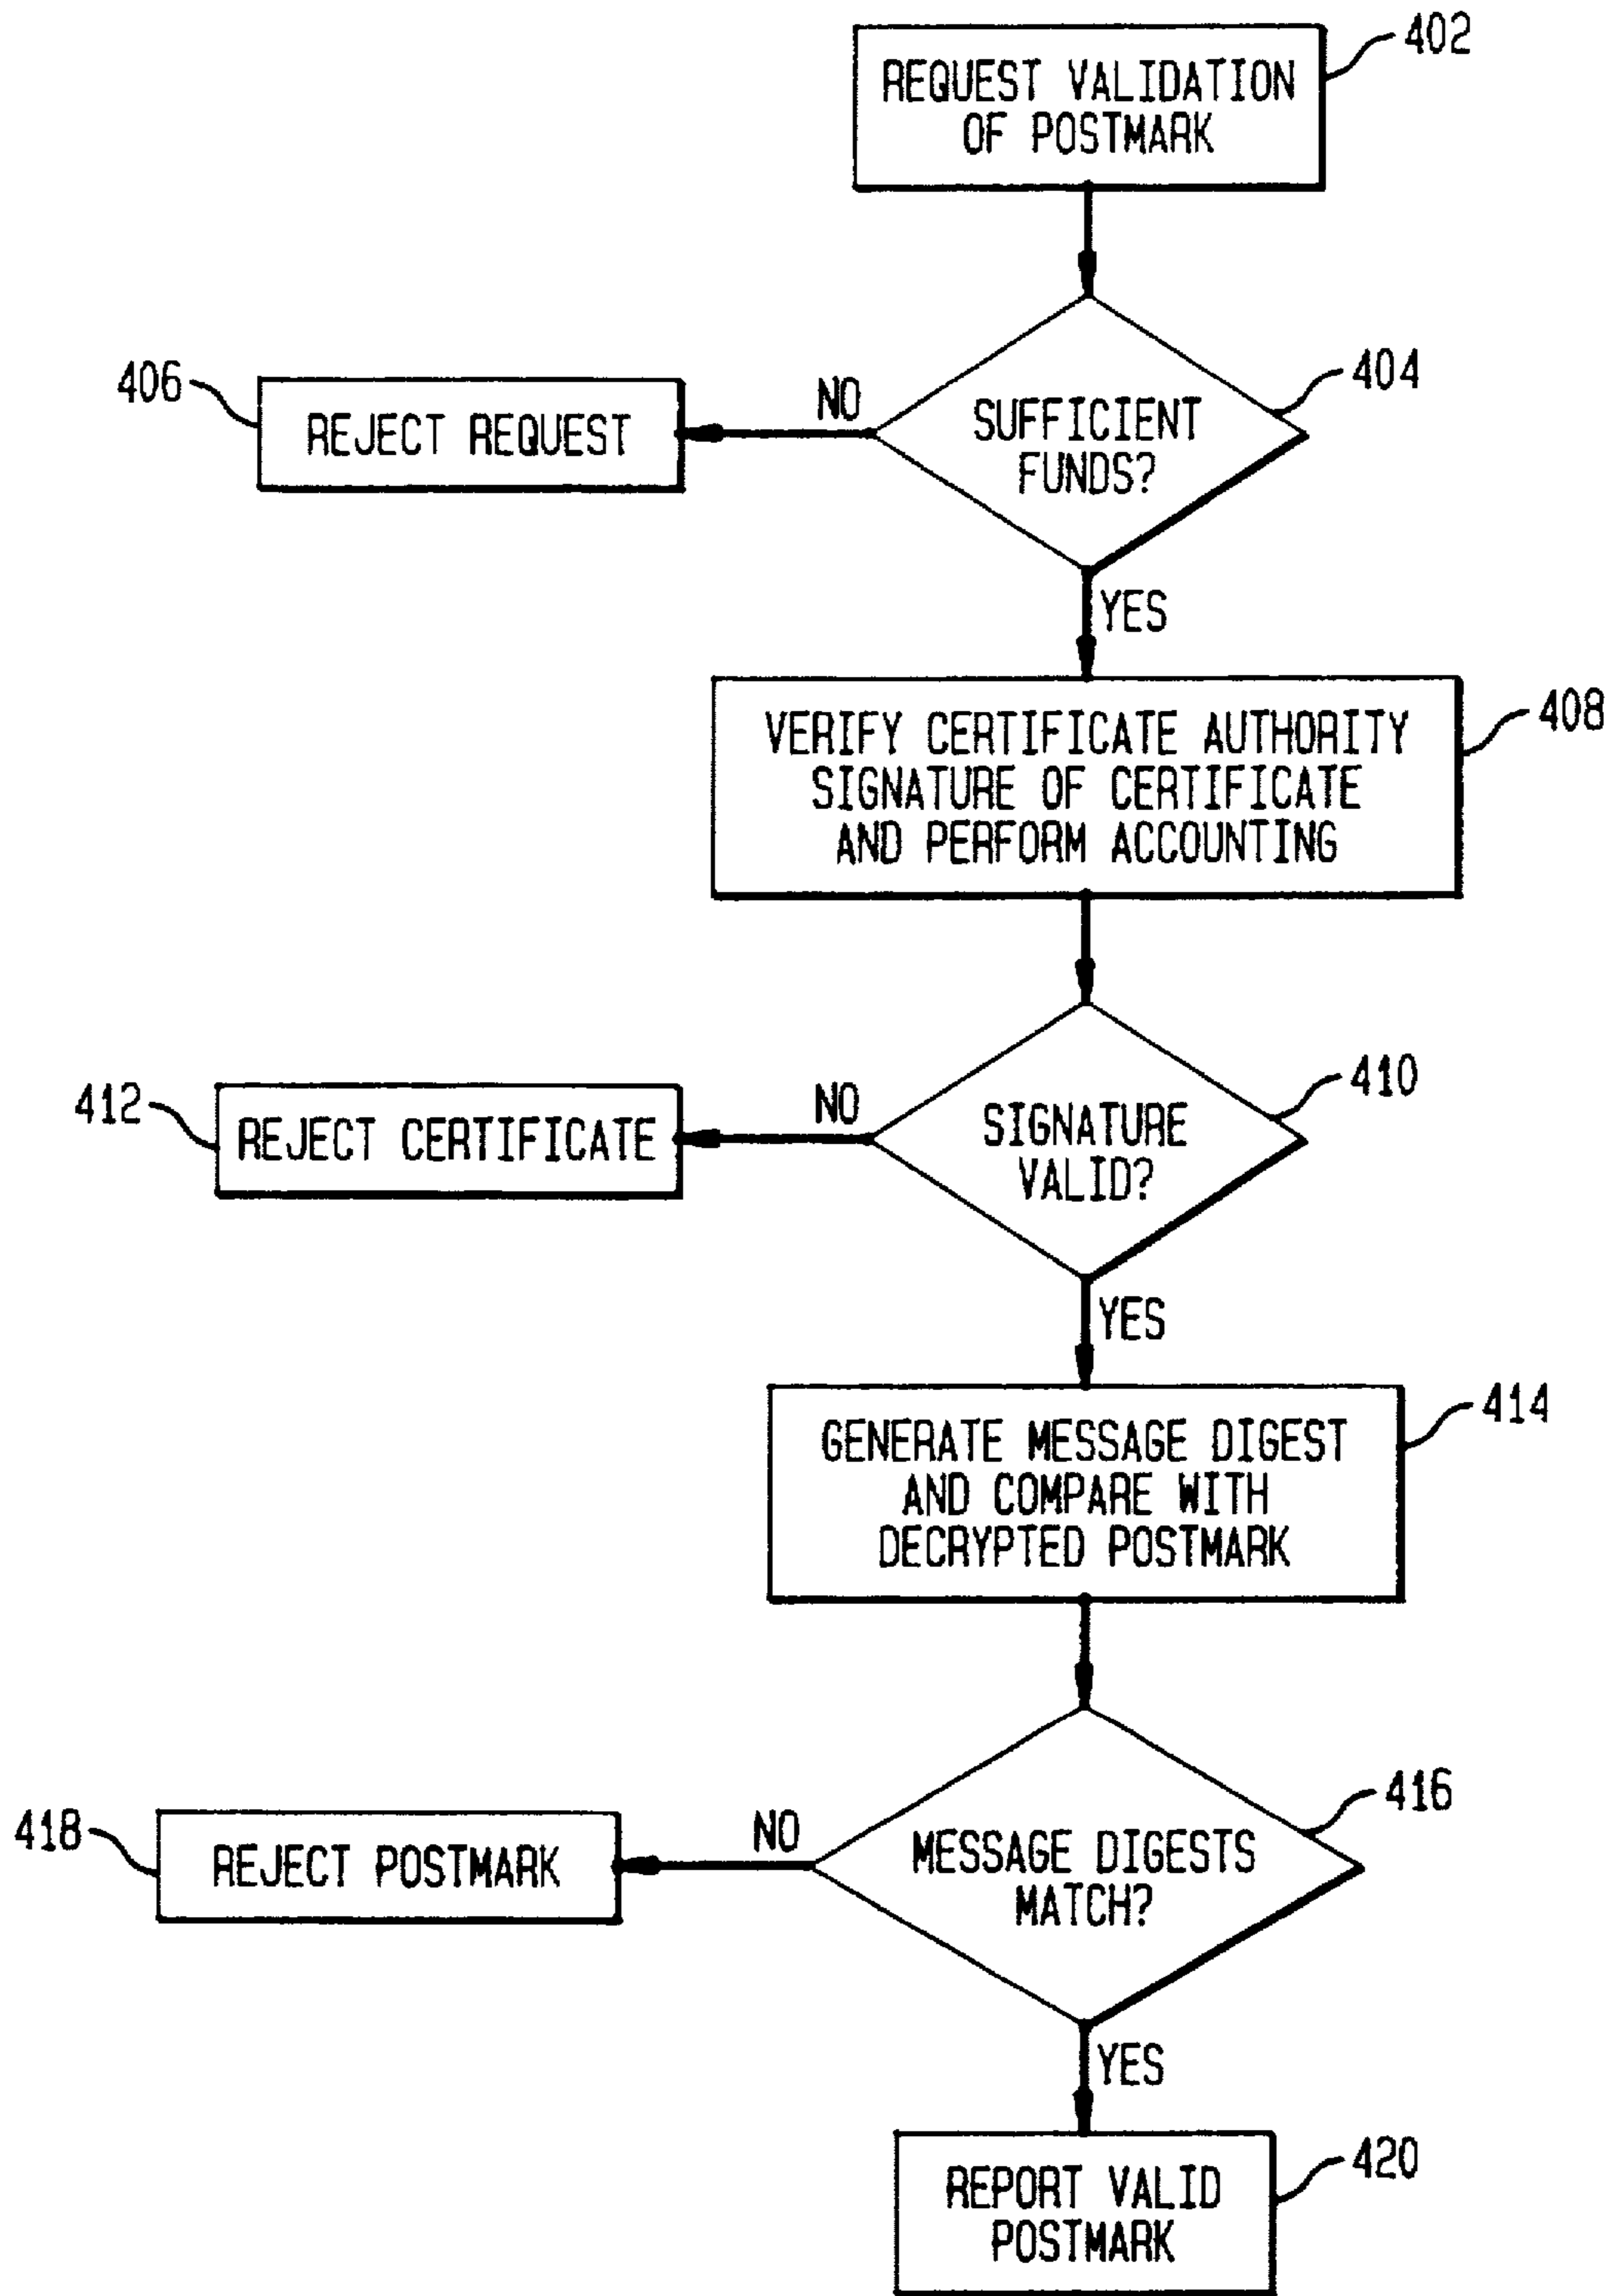 402
REQUEST VALIDATION
OF POSTMARK
404
SUFFICIENT
FUNDS?
NO
406
REJECT REQUEST
YES
408
VERIFY CERTIFICATE AUTHORITY
SIGNATURE OF CERTIFICATE
AND PERFORM ACCOUNTING
410
SIGNATURE
VALID?
NO
412
REJECT CERTIFICATE
YES
414
GENERATE MESSAGE DIGEST
AND COMPARE WITH
DECRYPTED POSTMARK
416
MESSAGE DIGESTS
MATCH?
NO
418
REJECT POSTMARK
YES
420
REPORT VALID
POSTMARK